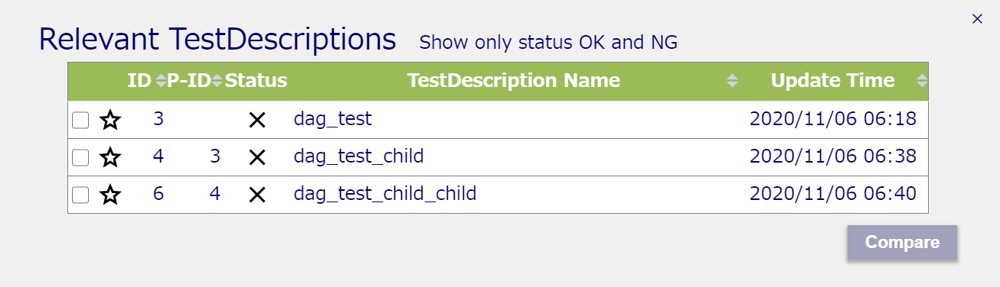 Relevant TestDescriptions Show only status OK and NG
ID P-ID Status TestDescription Name Update Time
3 dag_test 2020/11/06 06:18
4 3 dag_test_child 2020/11/06 06:38
6 4 dag_test_child_child 2020/11/06 06:40
Compare